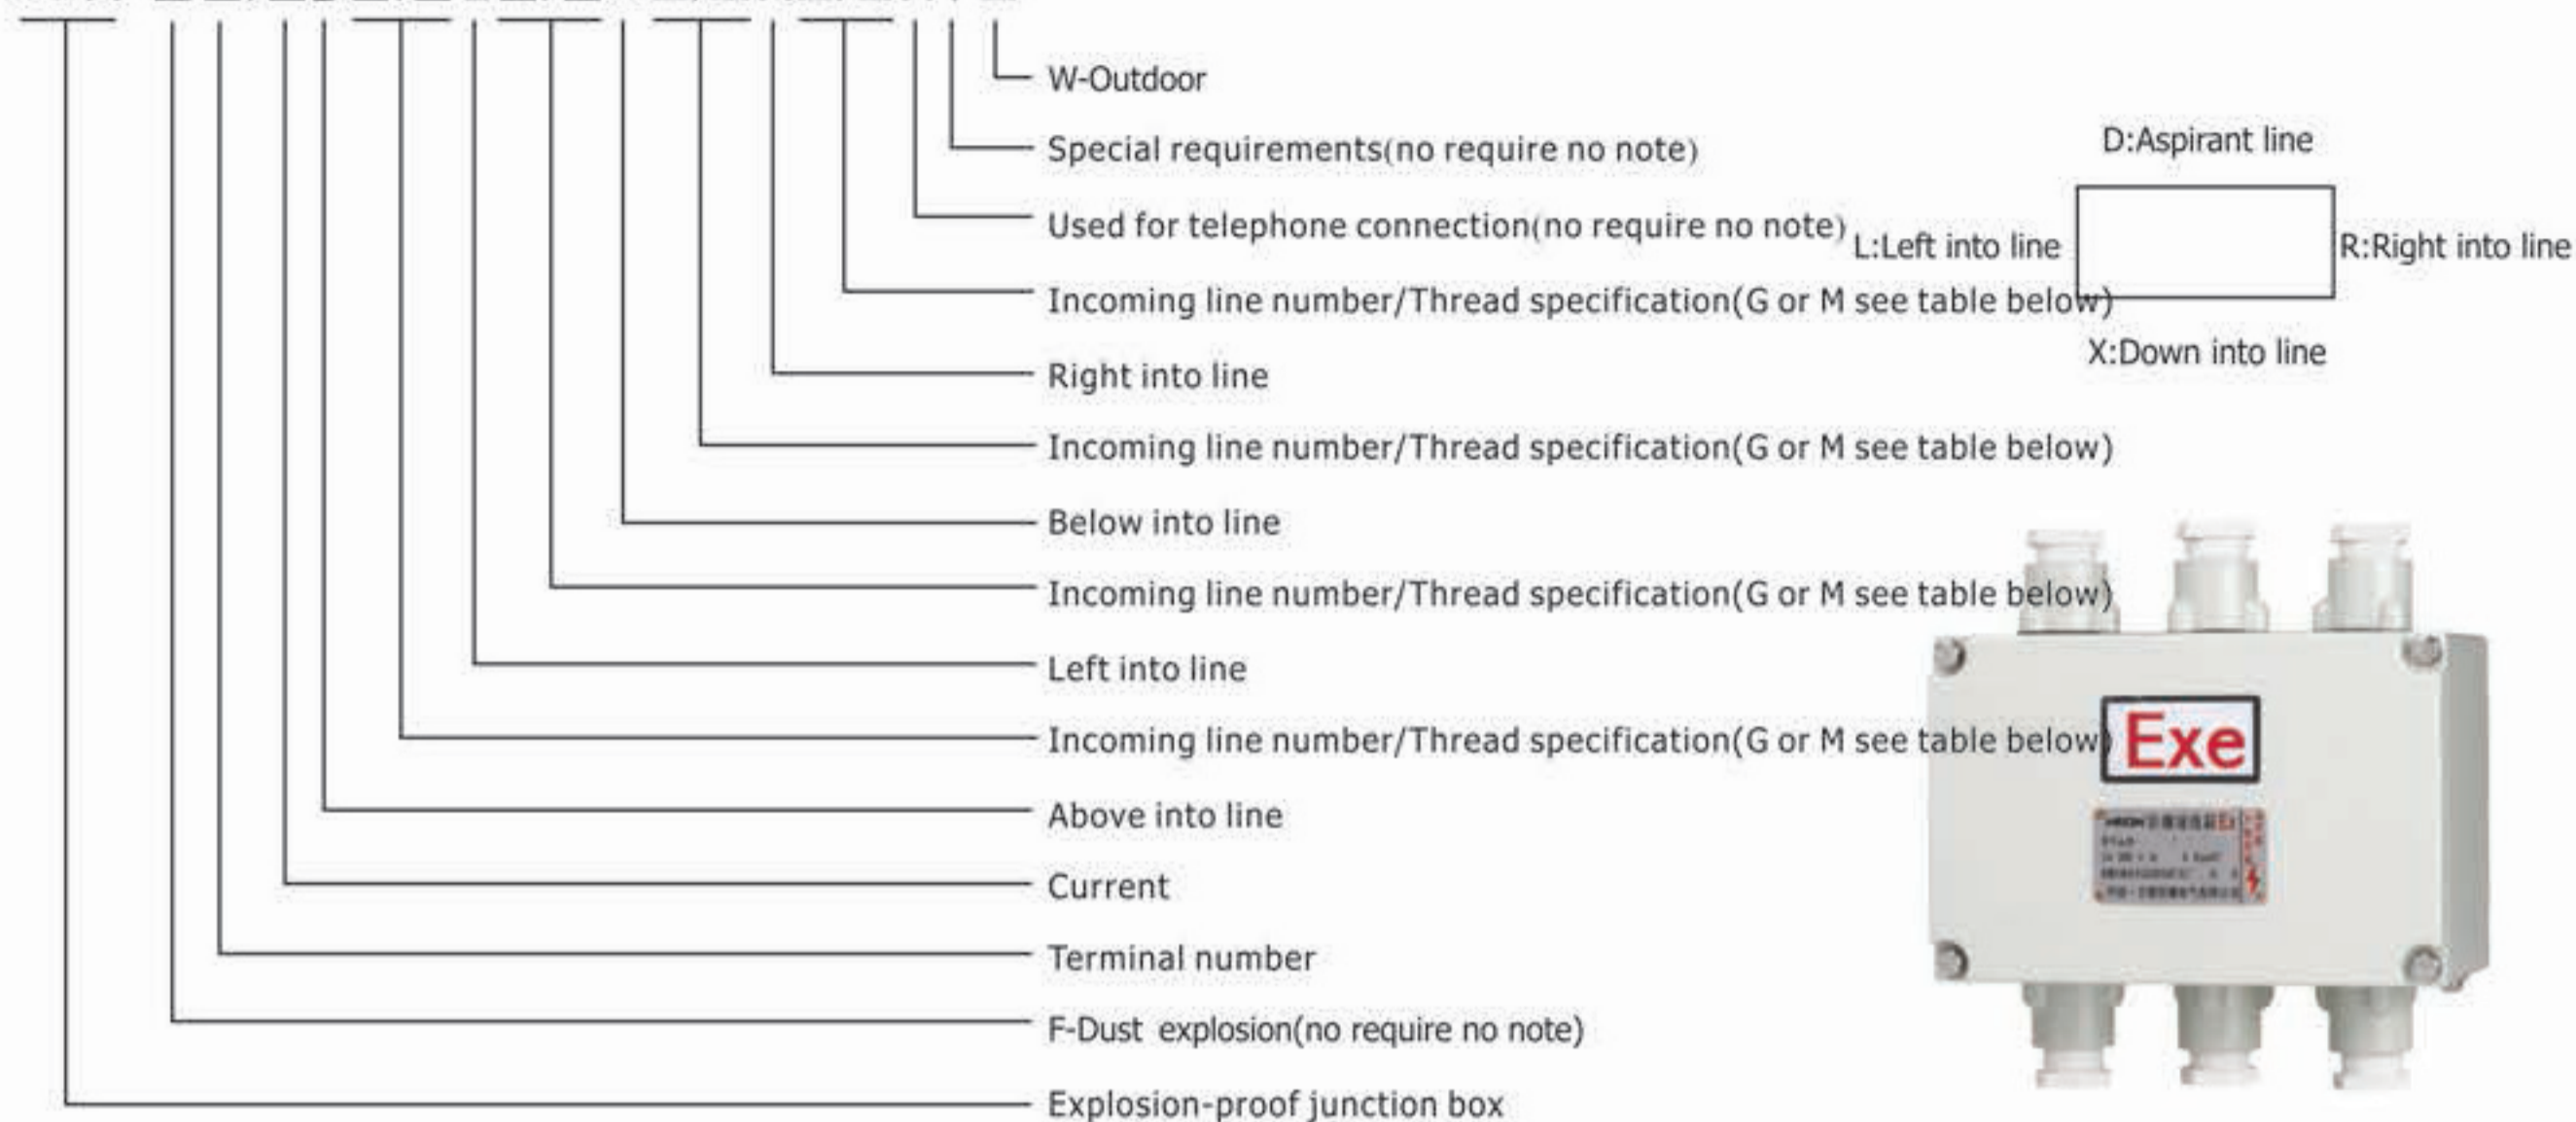 W-Outdoor
Special requirements(no require no note)
Used for telephone connection(no require no note)
Incoming line number/Thread specification(G or M see table below)
Right into line
Incoming line number/Thread specification(G or M see table below)
Below into line
Incoming line number/Thread specification(G or M see table below)
Left into line
Incoming line number/Thread specification(G or M see table below)
Above into line
Current
Terminal number
F-Dust explosion(no require no note)
Explosion-proof junction box
D:Aspirant line
L:Left into line
R:Right into line
X:Down into line
Exe